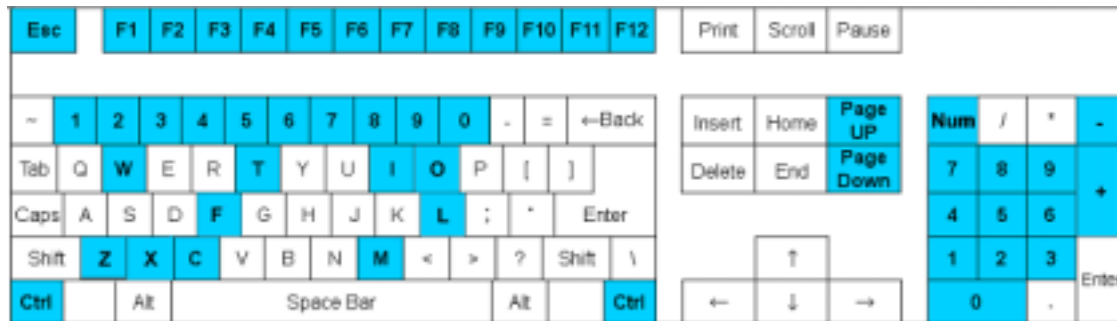 Esc F1 F2 F3 F4 F5 F6 F7 F8 F9 F10 F11 F12 Print Scroll Pause
~ 1 2 3 4 5 6 7 8 9 0 - = ←Back Insert Home Page UP Num / * -
Tab Q W E R T Y U I O P [ ] Delete End Page Down 7 8 9 +
Caps A S D F G H J K L ; " Enter 4 5 6
Shift Z X C V B N M < > ? Shift \ ↑ 1 2 3 Enter
Ctrl Alt Space Bar Alt Ctrl ← ↓ → 0 .